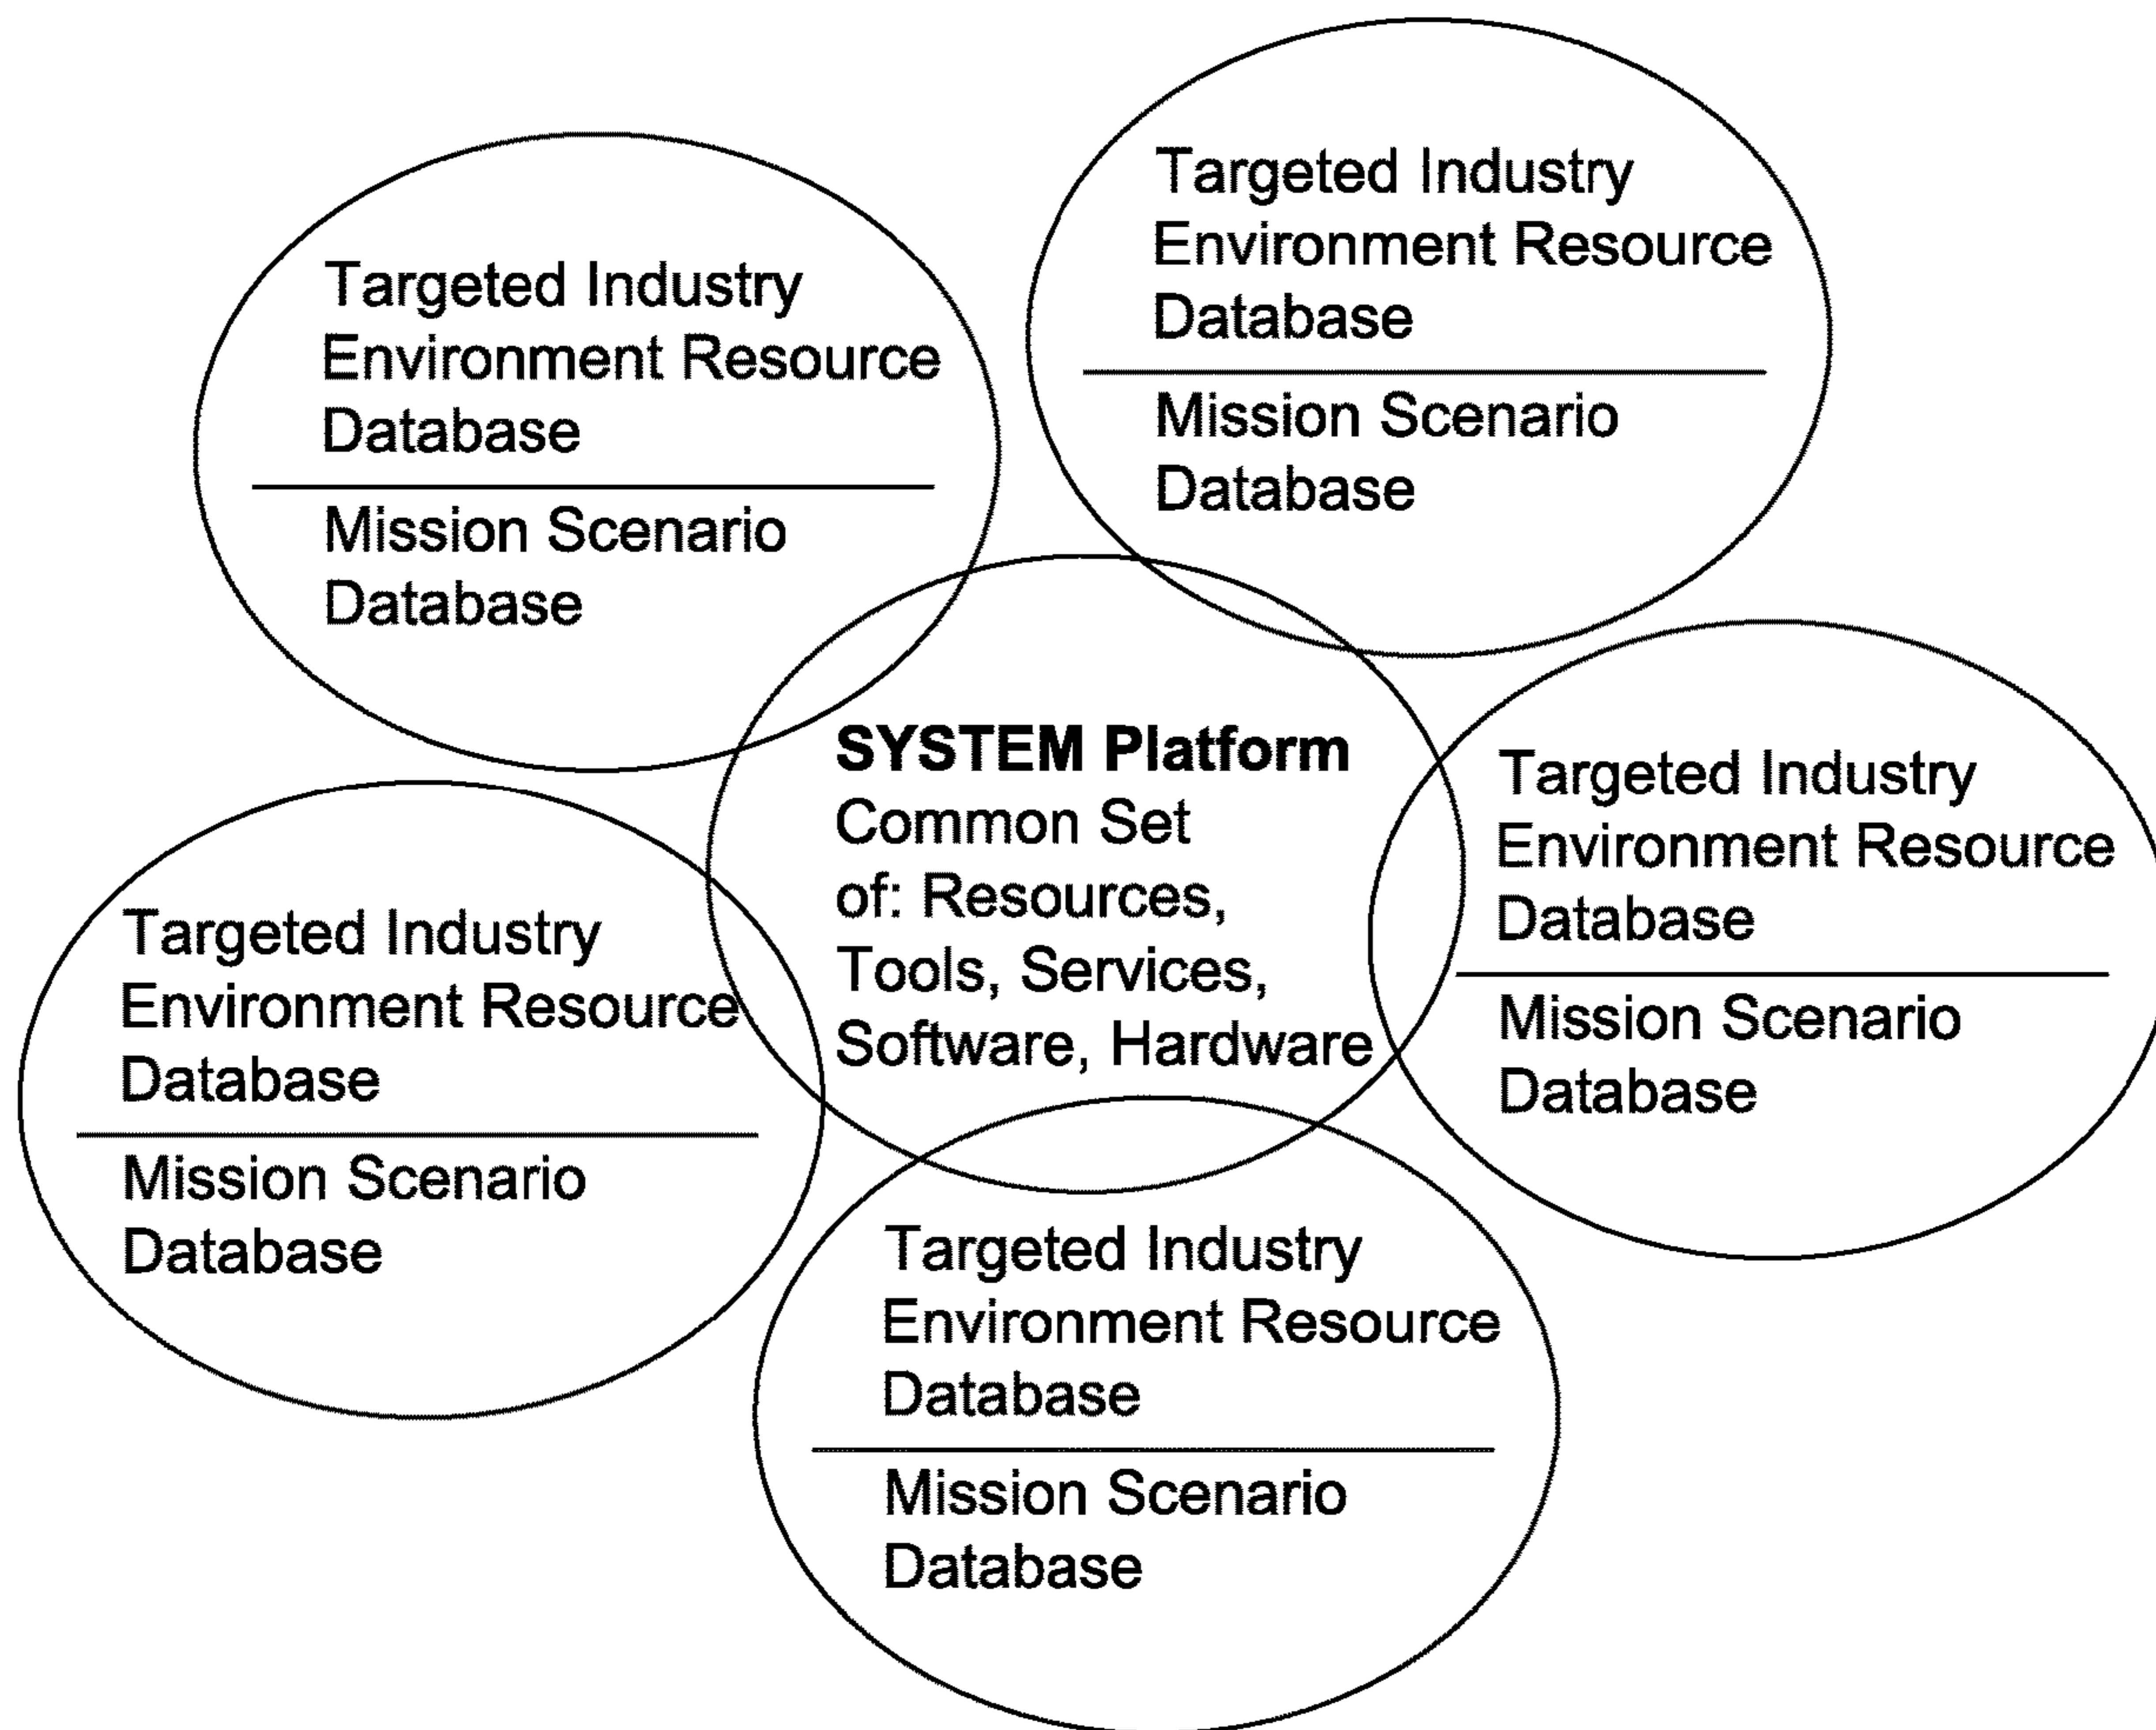 Targeted Industry
Environment Resource
Database
Mission Scenario
Database
Targeted Industry
Environment Resource
Database
Mission Scenario
Database
SYSTEM Platform
Common Set
of: Resources,
Tools, Services,
Software, Hardware
Targeted Industry
Environment Resource
Database
Mission Scenario
Database
Targeted Industry
Environment Resource
Database
Mission Scenario
Database
Targeted Industry
Environment Resource
Database
Mission Scenario
Database